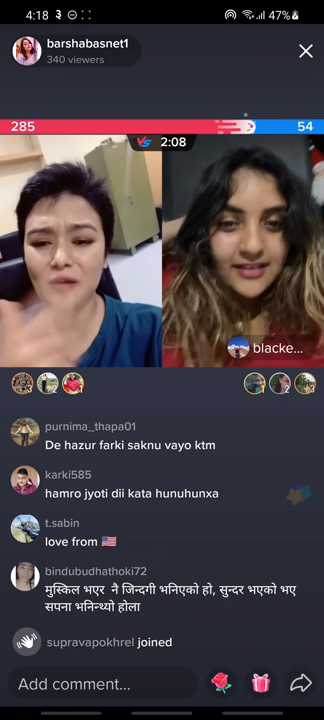 4:18
47%
barshabasnet1
340 viewers
285
54
VS 2:08
blacke...
purnima_thapa01
De hazur farki saknu vayo ktm
karki585
hamro jyoti dii kata hunuhunxa
t.sabin
love from 🇺🇸
bindubudhathoki72
मुस्किल भएर नै जिन्दगी भनिएको हो, सुन्दर भएको भए
सपना भनिन्थ्यो होला
supravapokhrel joined
Add comment...